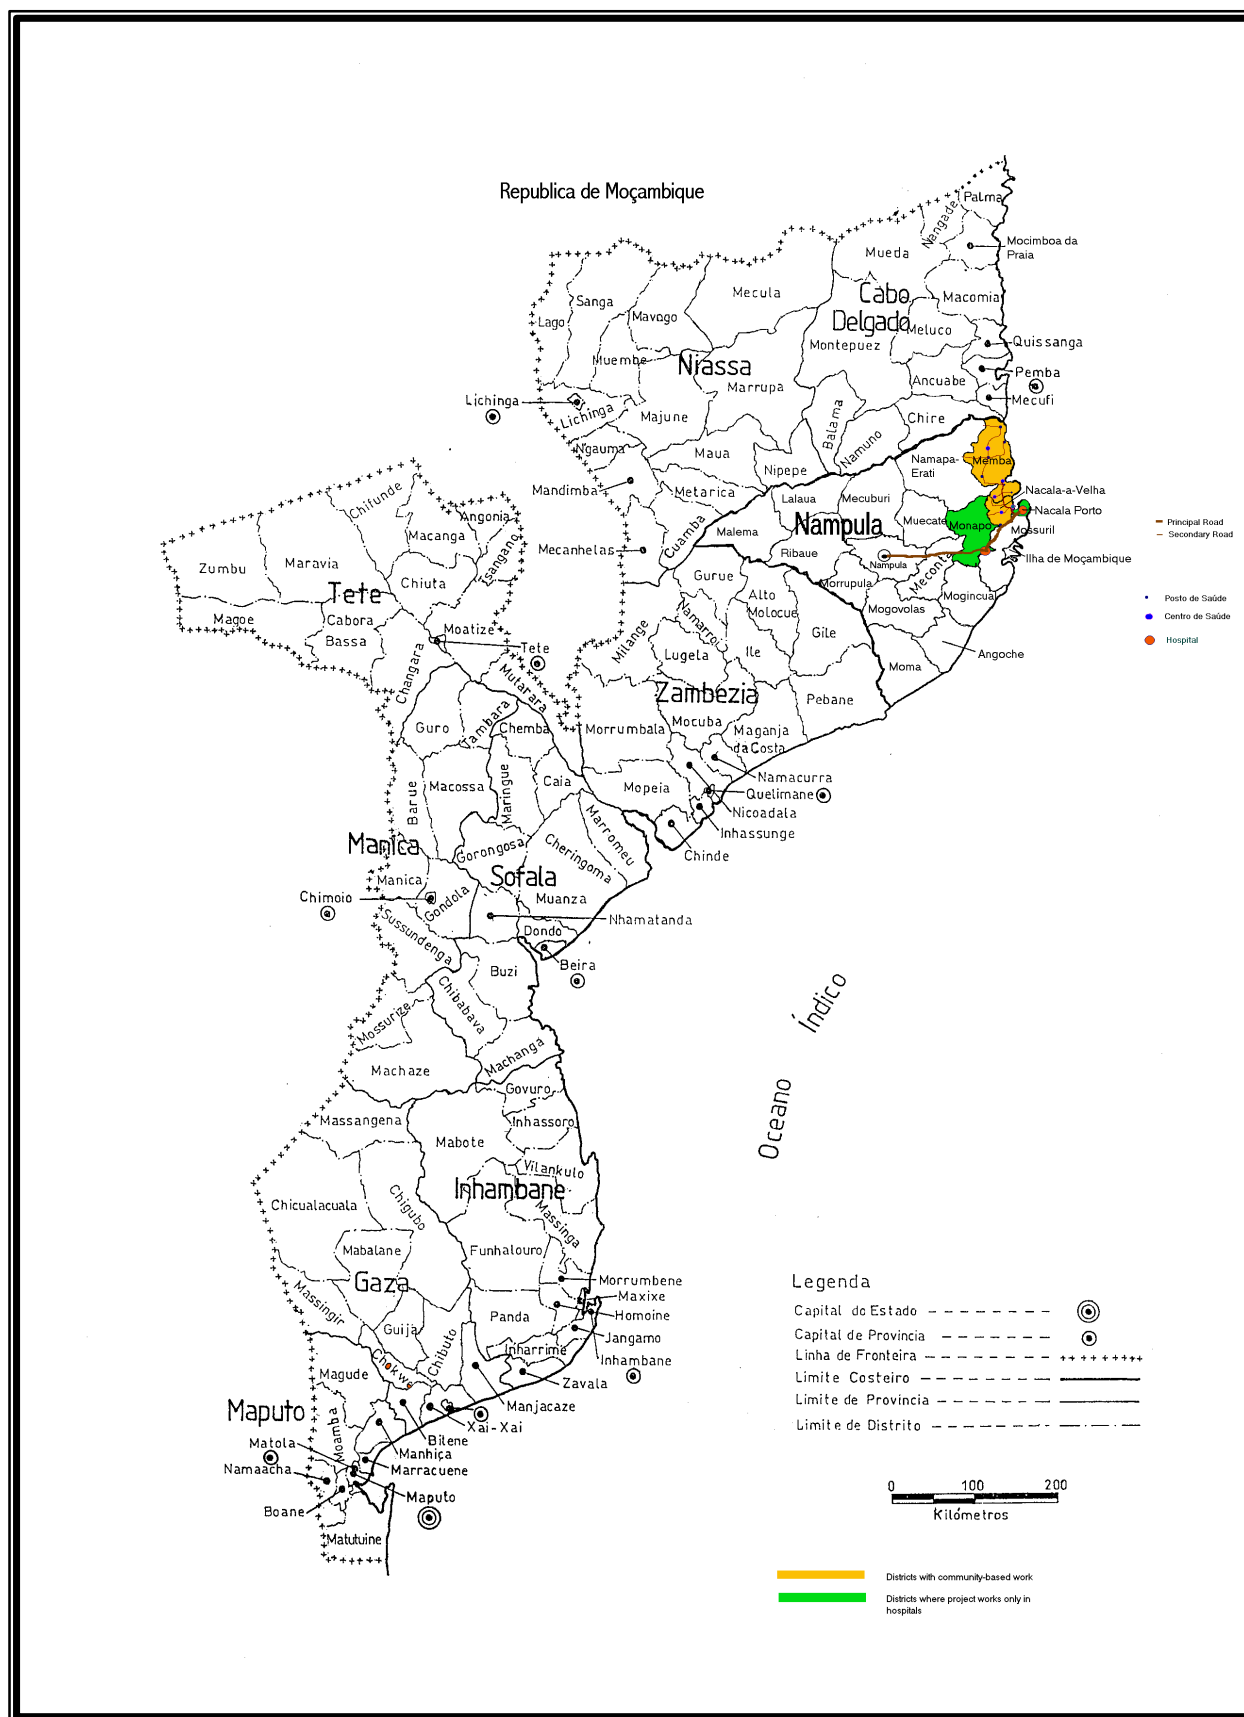 Republica de Moçambique
Palma
Nangade
Mocimboa da
Praia
Mueda
Cabo
Delgado
Macomia
Mecula
Sanga
Mavago
Lago
Meluco
Montepuez
Quissanga
Muembe
Niassa
Marrupa
Ancuabe
Pemba
Mecufi
Lichinga
Lichinga
Majune
Balama
Namuno
Chire
Ngauma
Maua
Nipepe
Namapa-
Erati
Memba
Mandimba
Metarica
Lalaua
Mecuburi
Nacala-a-Velha
Nacala Porto
Chifunde
Angonia
Macanga
Tsangano
Cuamba
Malema
Nampula
Muecate
Monapo
Mossuril
Principal Road
Secondary Road
Mecanhelas
Ribaue
Nampula
Meconta
Ilha de Moçambique
Zumbu
Maravia
Chiuta
Tete
Gurue
Alto
Molocue
Morrupula
Mogovolas
Mogincua
Posto de Saúde
Magoe
Cabora
Bassa
Moatize
Tete
Milange
Namarroi
Lugela
Ile
Gile
Centro de Saúde
Hospital
Angoche
Moma
Changara
Mutarara
Zambezia
Pebane
Guro
Tambara
Chemba
Morrumbala
Mocuba
Maganja
da Costa
Barue
Macossa
Maringue
Caia
Mopeia
Namacurra
Quelimane
Nicoadala
Inhassunge
Chinde
Manica
Gorongosa
Cheringoma
Marromeu
Sofala
Manica
Chimoio
Gondola
Muanza
Nhamatanda
Sussundenga
Dondo
Beira
Buzi
Chibabava
Mossurize
Machanga
Machaze
Oceano Índico
Govuro
Massangena
Inhassoro
Mabote
Vilankulo
Inhambane
Chicualacuala
Chigubo
Massinga
Mabalane
Funhalouro
Gaza
Massingir
Morrumbene
Maxixe
Homoine
Panda
Guija
Jangamo
Chibuto
Inharrime
Inhambane
Chokwe
Magude
Zavala
Manjacaze
Maputo
Xai-Xai
Bilene
Moamba
Manhiça
Matola
Marracuene
Namaacha
Maputo
Boane
Matutuine
Legenda
Capital do Estado
Capital de Provincia
Linha de Fronteira
Limite Costeiro
Limite de Provincia
Limite de Distrito
0 100 200
Kilómetros
Districts with community-based work
Districts where project works only in
hospitals